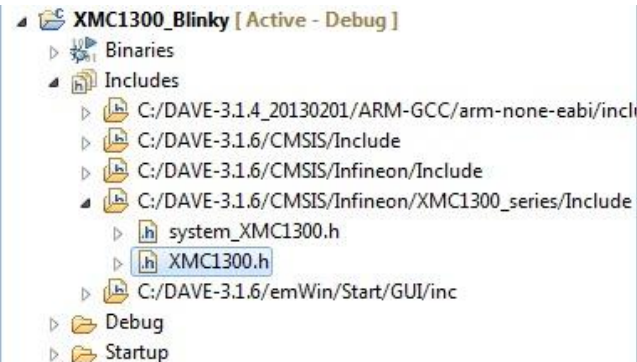 XMC1300_Blinky [ Active - Debug ]
Binaries
Includes
C:/DAVE-3.1.4_20130201/ARM-GCC/arm-none-eabi/incl
C:/DAVE-3.1.6/CMSIS/Include
C:/DAVE-3.1.6/CMSIS/Infineon/Include
C:/DAVE-3.1.6/CMSIS/Infineon/XMC1300_series/Include
system_XMC1300.h
XMC1300.h
C:/DAVE-3.1.6/emWin/Start/GUI/inc
Debug
Startup